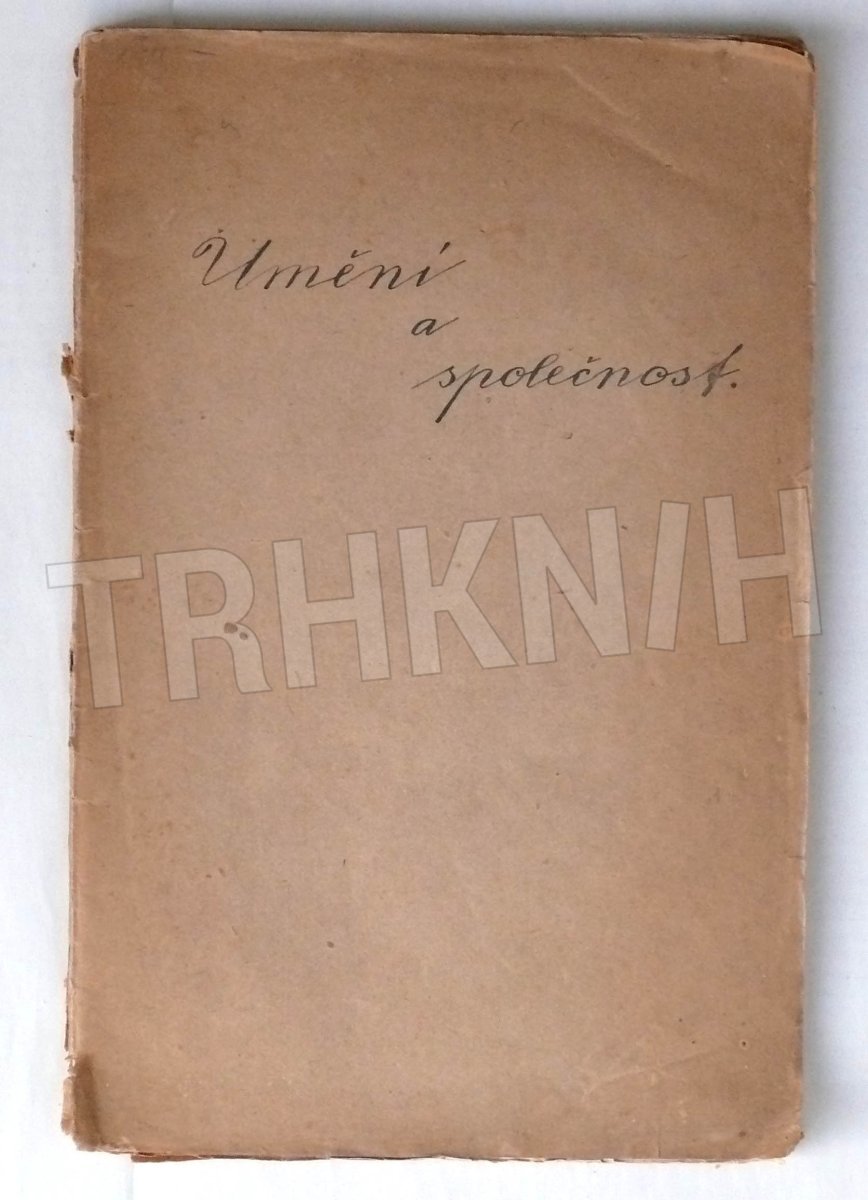 Umění
a
společnost.
TRHKNIH